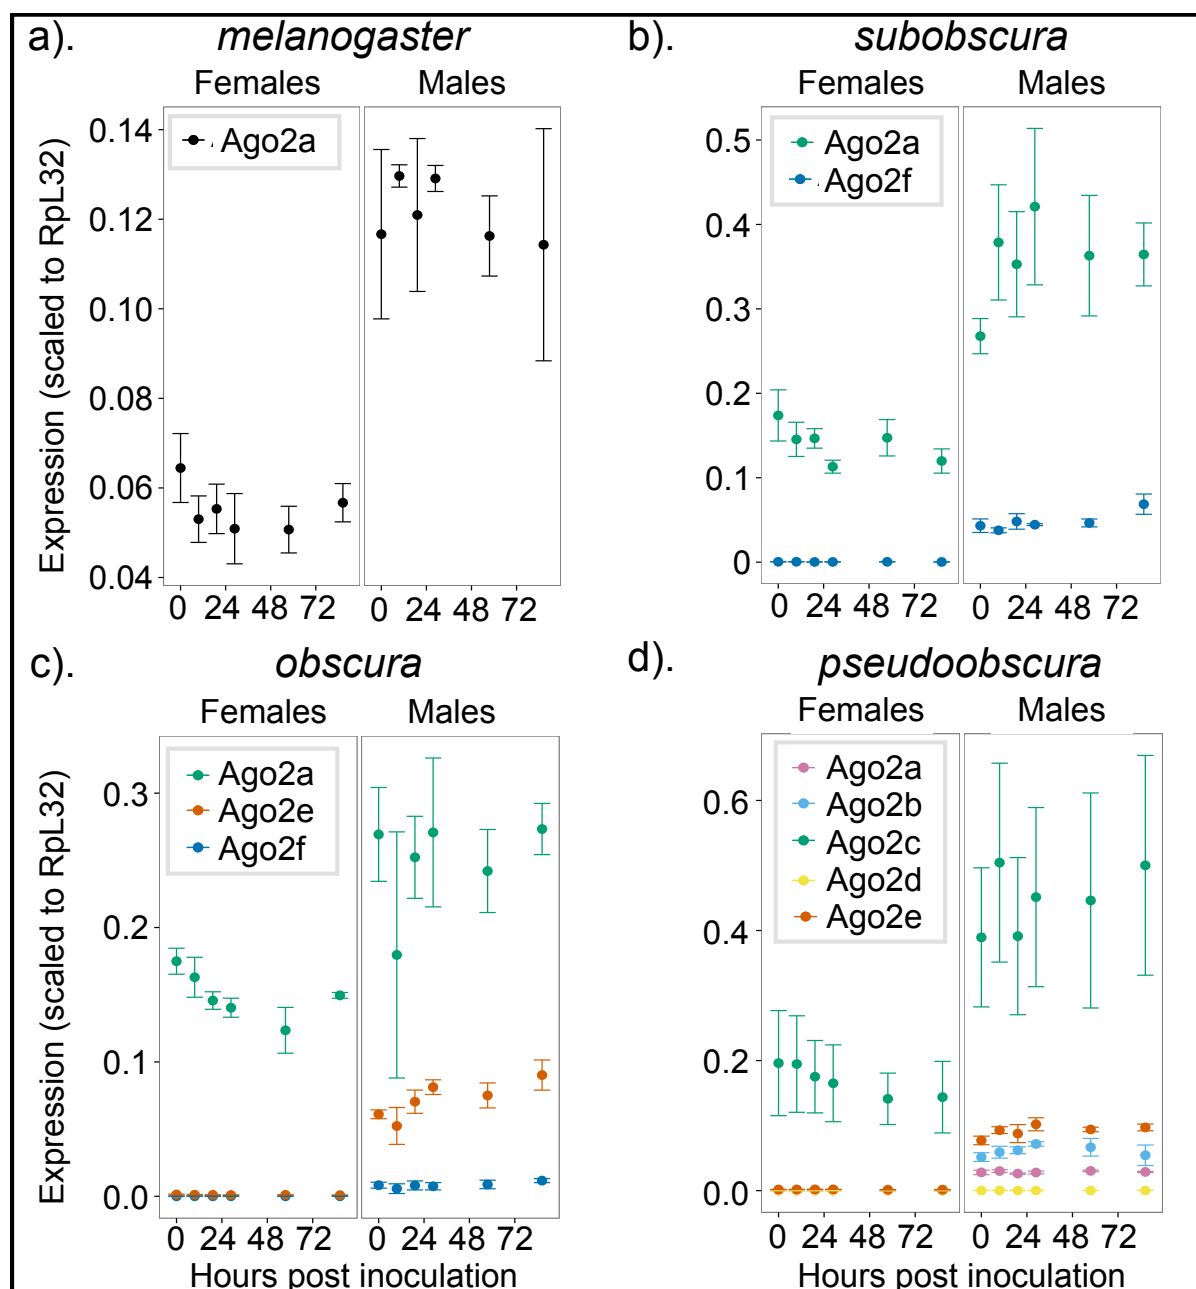 a). melanogaster
Females Males
Expression (scaled to RpL32)
0.14
0.12
0.10
0.08
0.06
0.04
Ago2a
0 24 48 72 0 24 48 72
b). subobscura
Females Males
0.5
0.4
0.3
0.2
0.1
0
Ago2a
Ago2f
0 24 48 72 0 24 48 72
c). obscura
Females Males
Expression (scaled to RpL32)
0.3
0.2
0.1
0.0
Ago2a
Ago2e
Ago2f
0 24 48 72 0 24 48 72
Hours post inoculation
d). pseudoobscura
Females Males
0.6
0.4
0.2
0.0
Ago2a
Ago2b
Ago2c
Ago2d
Ago2e
0 24 48 72 0 24 48 72
Hours post inoculation